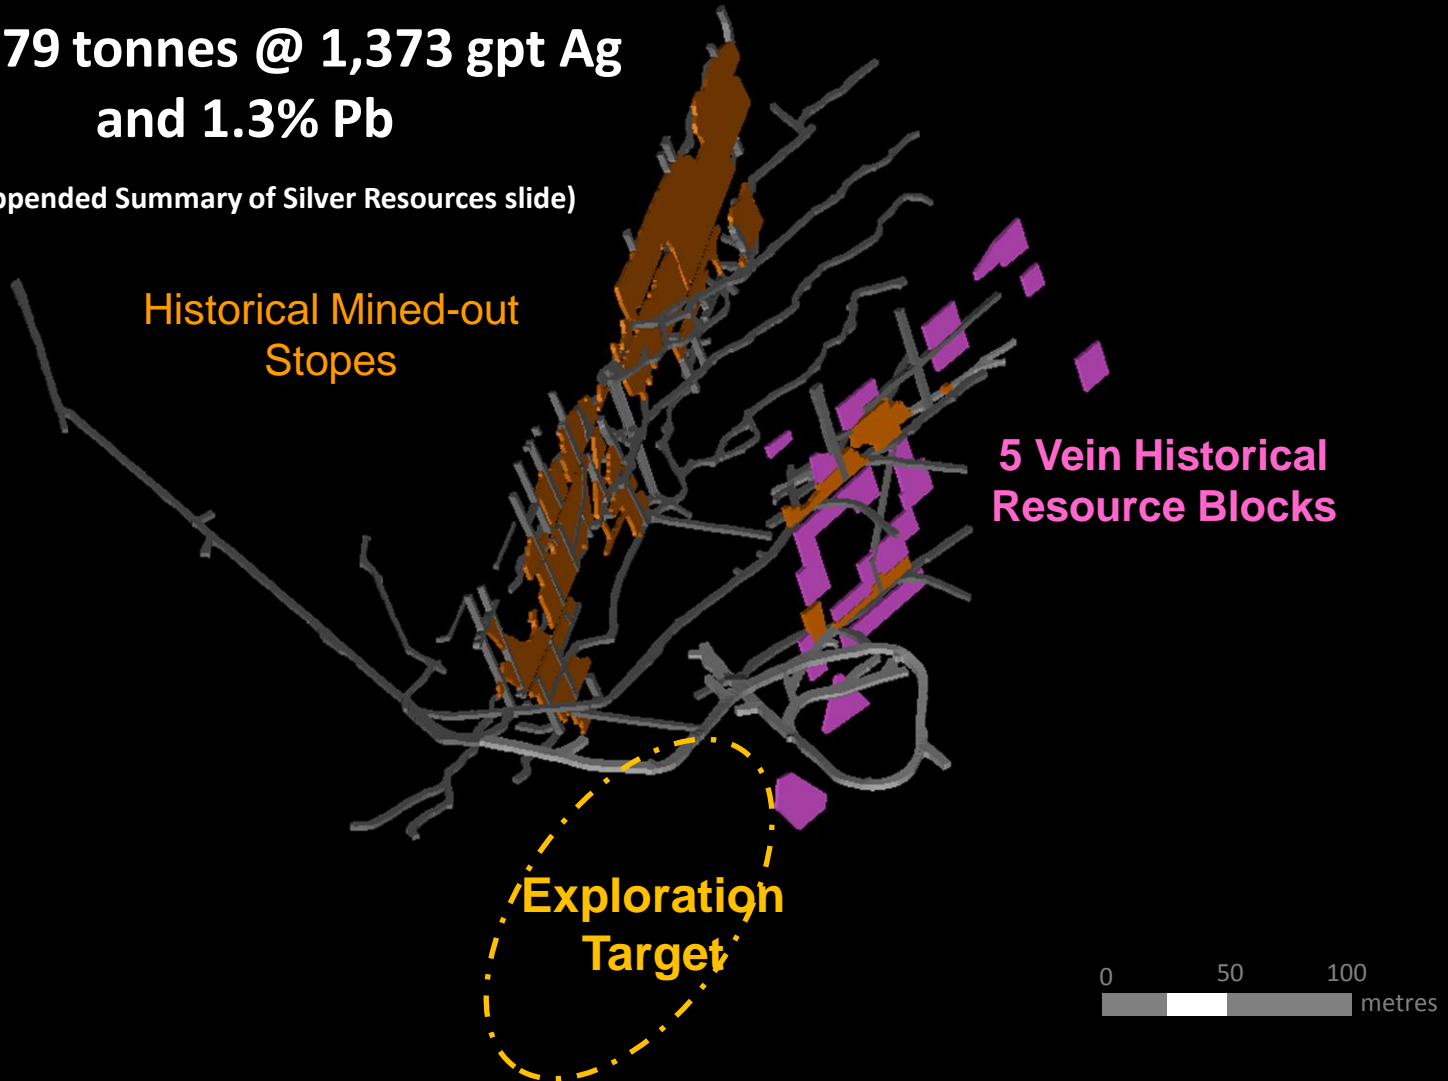 79 tonnes @ 1,373 gpt Ag
and 1.3% Pb
ppended Summary of Silver Resources slide)
Historical Mined-out
Stopes
5 Vein Historical
Resource Blocks
Exploration
Target
0 50 100
metres